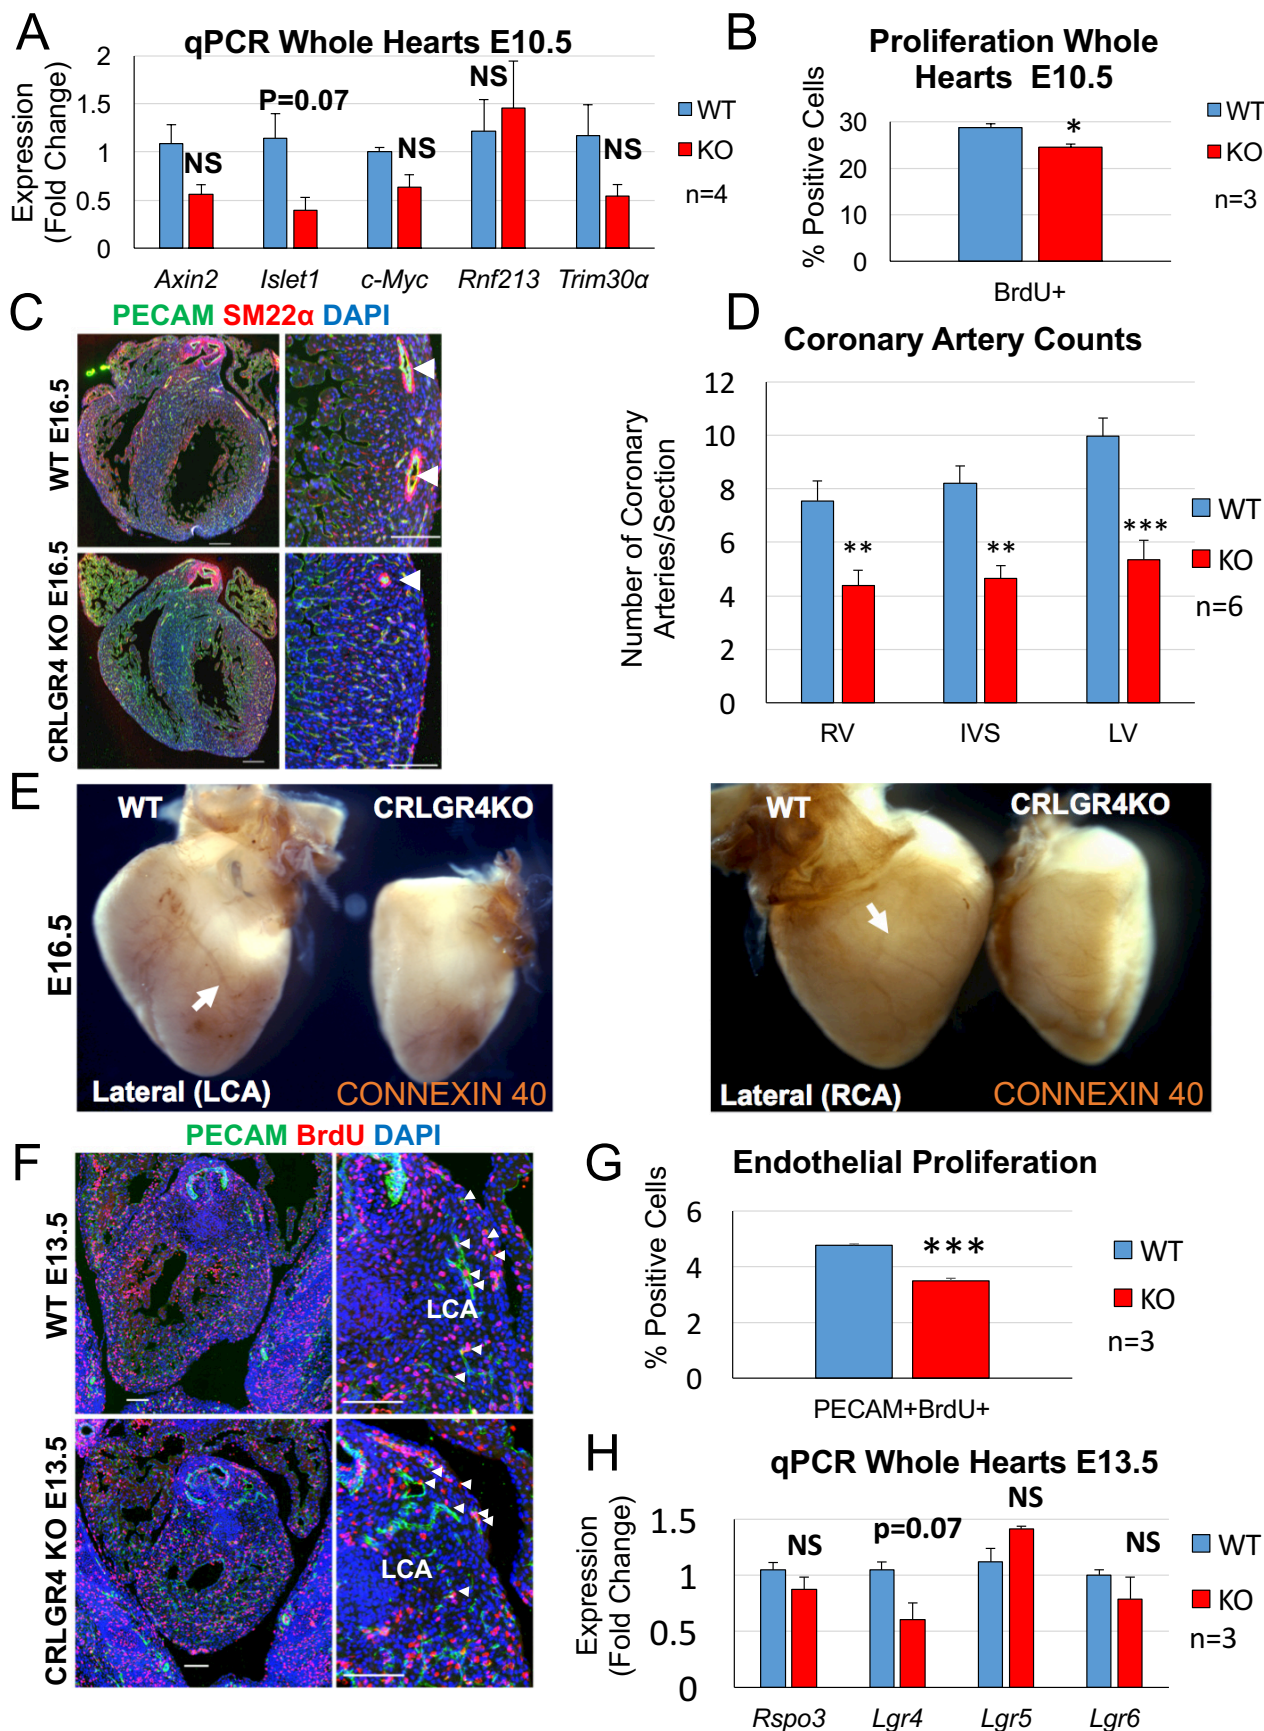 A
qPCR Whole Hearts E10.5
Expression
(Fold Change)
2
1.5
1
0.5
0
NS
P=0.07
NS
NS
NS
Axin2 Islet1 c-Myc Rnf213 Trim30α
WT
KO
n=4
B
Proliferation Whole
Hearts E10.5
% Positive Cells
30
20
10
0
*
BrdU+
WT
KO
n=3
C
PECAM SM22α DAPI
WT E16.5
CRLGR4 KO E16.5
D
Coronary Artery Counts
Number of Coronary
Arteries/Section
12
10
8
6
4
2
0
**
**
***
RV IVS LV
WT
KO
n=6
E
E16.5
WT CRLGR4KO
Lateral (LCA) CONNEXIN 40
WT CRLGR4KO
Lateral (RCA) CONNEXIN 40
F
PECAM BrdU DAPI
WT E13.5
LCA
CRLGR4 KO E13.5
LCA
G
Endothelial Proliferation
% Positive Cells
6
4
2
0
***
PECAM+BrdU+
WT
KO
n=3
H
qPCR Whole Hearts E13.5
Expression
(Fold Change)
1.5
1
0.5
0
NS
p=0.07
NS
NS
Rspo3 Lgr4 Lgr5 Lgr6
WT
KO
n=3